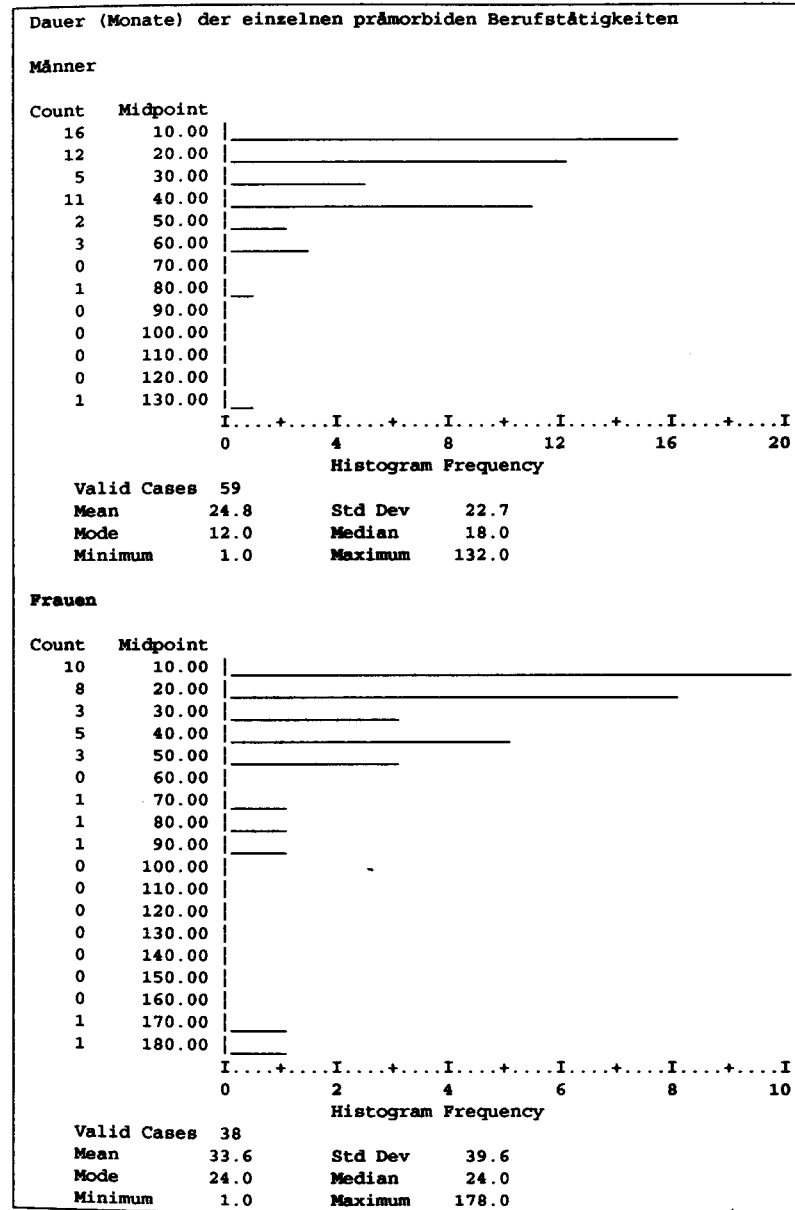 Dauer (Monate) der einzelnen pråmorbiden Berufståtigkeiten
Månner
Count Midpoint
16 10.00
12 20.00
5 30.00
11 40.00
2 50.00
3 60.00
0 70.00
1 80.00
0 90.00
0 100.00
0 110.00
0 120.00
1 130.00
I....+....I....+....I....+....I....+....I....+....I
0 4 8 12 16 20
Histogram Frequency
Valid Cases 59
Mean 24.8 Std Dev 22.7
Mode 12.0 Median 18.0
Minimum 1.0 Maximum 132.0
Frauen
Count Midpoint
10 10.00
8 20.00
3 30.00
5 40.00
3 50.00
0 60.00
1 70.00
1 80.00
1 90.00
0 100.00
0 110.00
0 120.00
0 130.00
0 140.00
0 150.00
0 160.00
1 170.00
1 180.00
I....+....I....+....I....+....I....+....I....+....I
0 2 4 6 8 10
Histogram Frequency
Valid Cases 38
Mean 33.6 Std Dev 39.6
Mode 24.0 Median 24.0
Minimum 1.0 Maximum 178.0